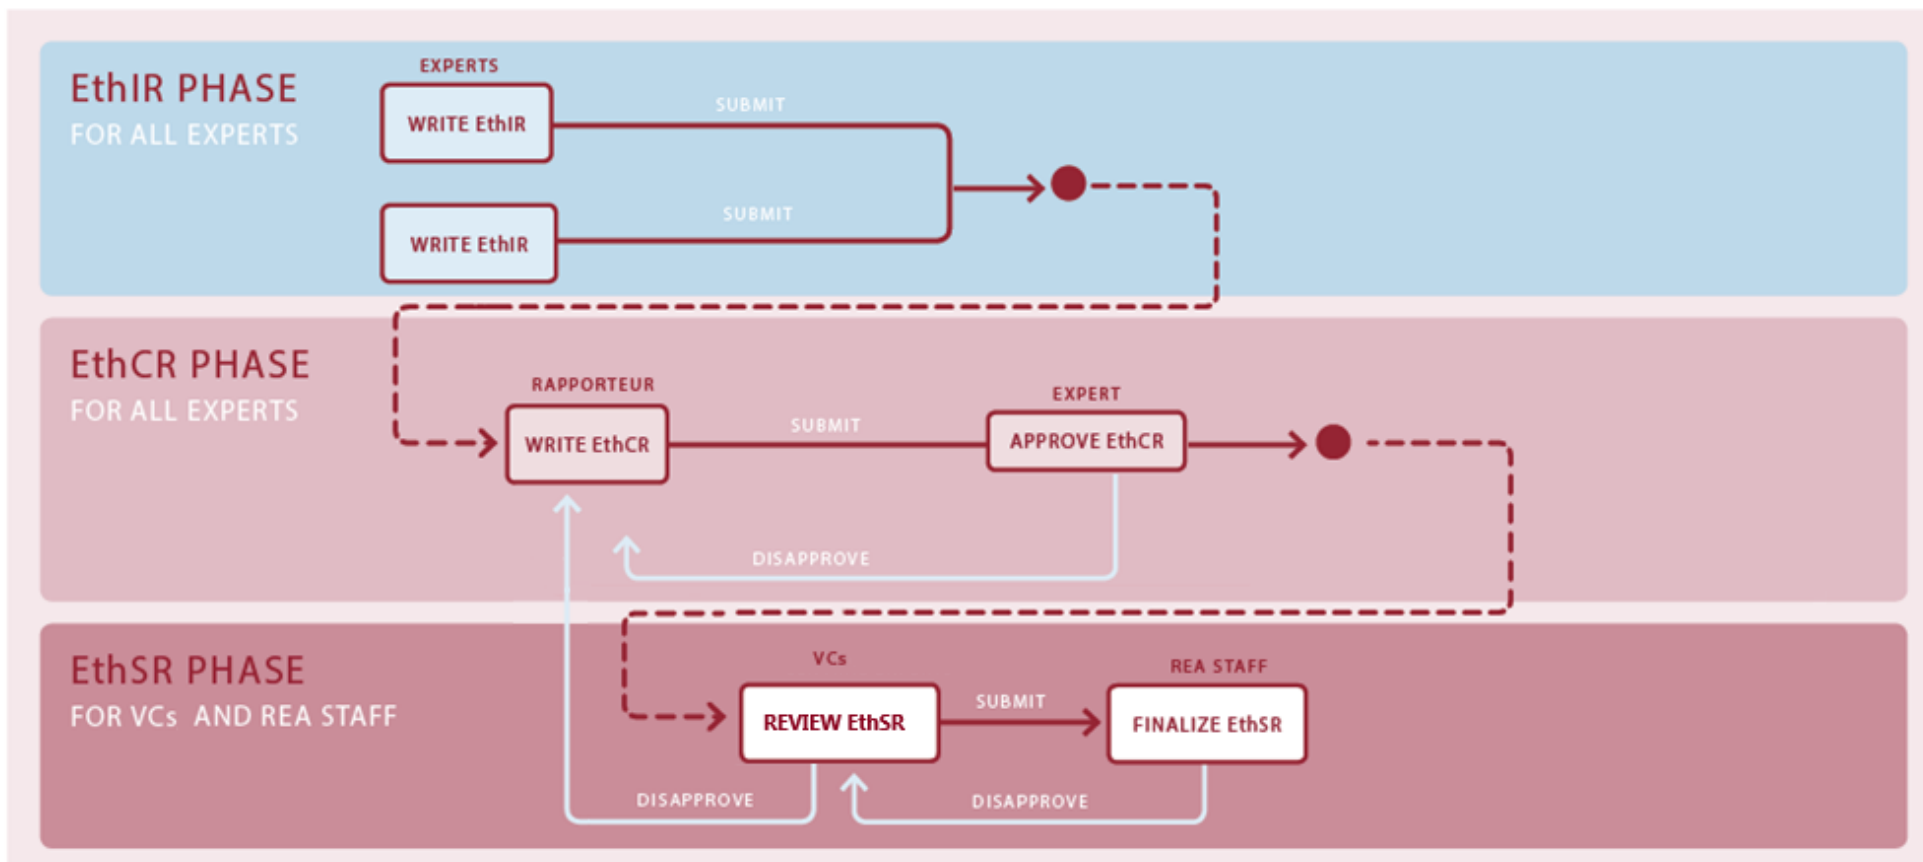 EthIR PHASE
FOR ALL EXPERTS
EXPERTS
WRITE EthIR
SUBMIT
WRITE EthIR
SUBMIT
EthCR PHASE
FOR ALL EXPERTS
RAPPORTEUR
WRITE EthCR
SUBMIT
EXPERT
APPROVE EthCR
DISAPPROVE
EthSR PHASE
FOR VCs AND REA STAFF
VCs
REVIEW EthSR
SUBMIT
REA STAFF
FINALIZE EthSR
DISAPPROVE
DISAPPROVE